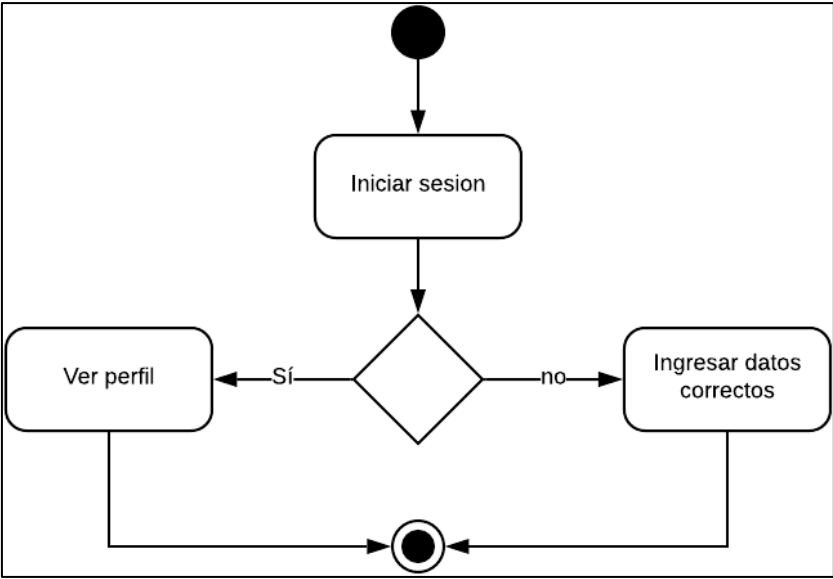 Iniciar sesion
Ver perfil
Sí
no
Ingresar datos
correctos